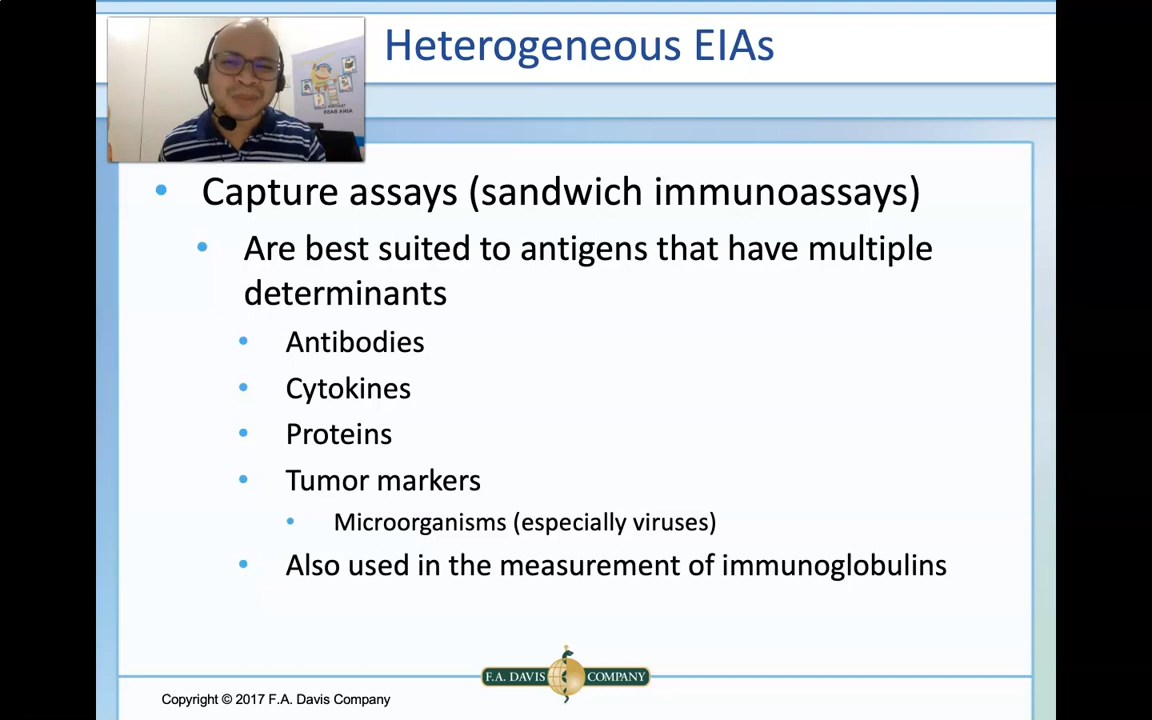 Heterogeneous EIAs
• Capture assays (sandwich immunoassays)
• Are best suited to antigens that have multiple
determinants
• Antibodies
• Cytokines
• Proteins
• Tumor markers
• Microorganisms (especially viruses)
• Also used in the measurement of immunoglobulins
F.A. DAVIS COMPANY
Copyright © 2017 F.A. Davis Company